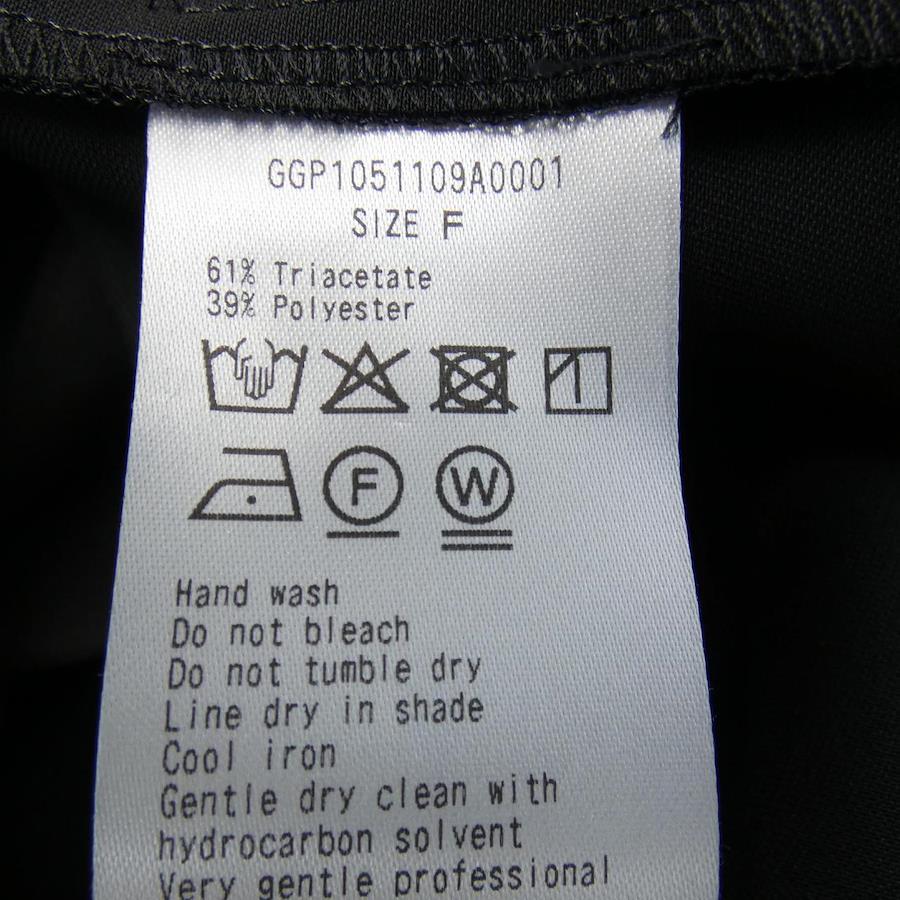 GGP1051109A0001
SIZE F
61% Triacetate
39% Polyester
F W
Hand wash
Do not bleach
Do not tumble dry
Line dry in shade
Cool iron
Gentle dry clean with
hydrocarbon solvent
Very gentle professional